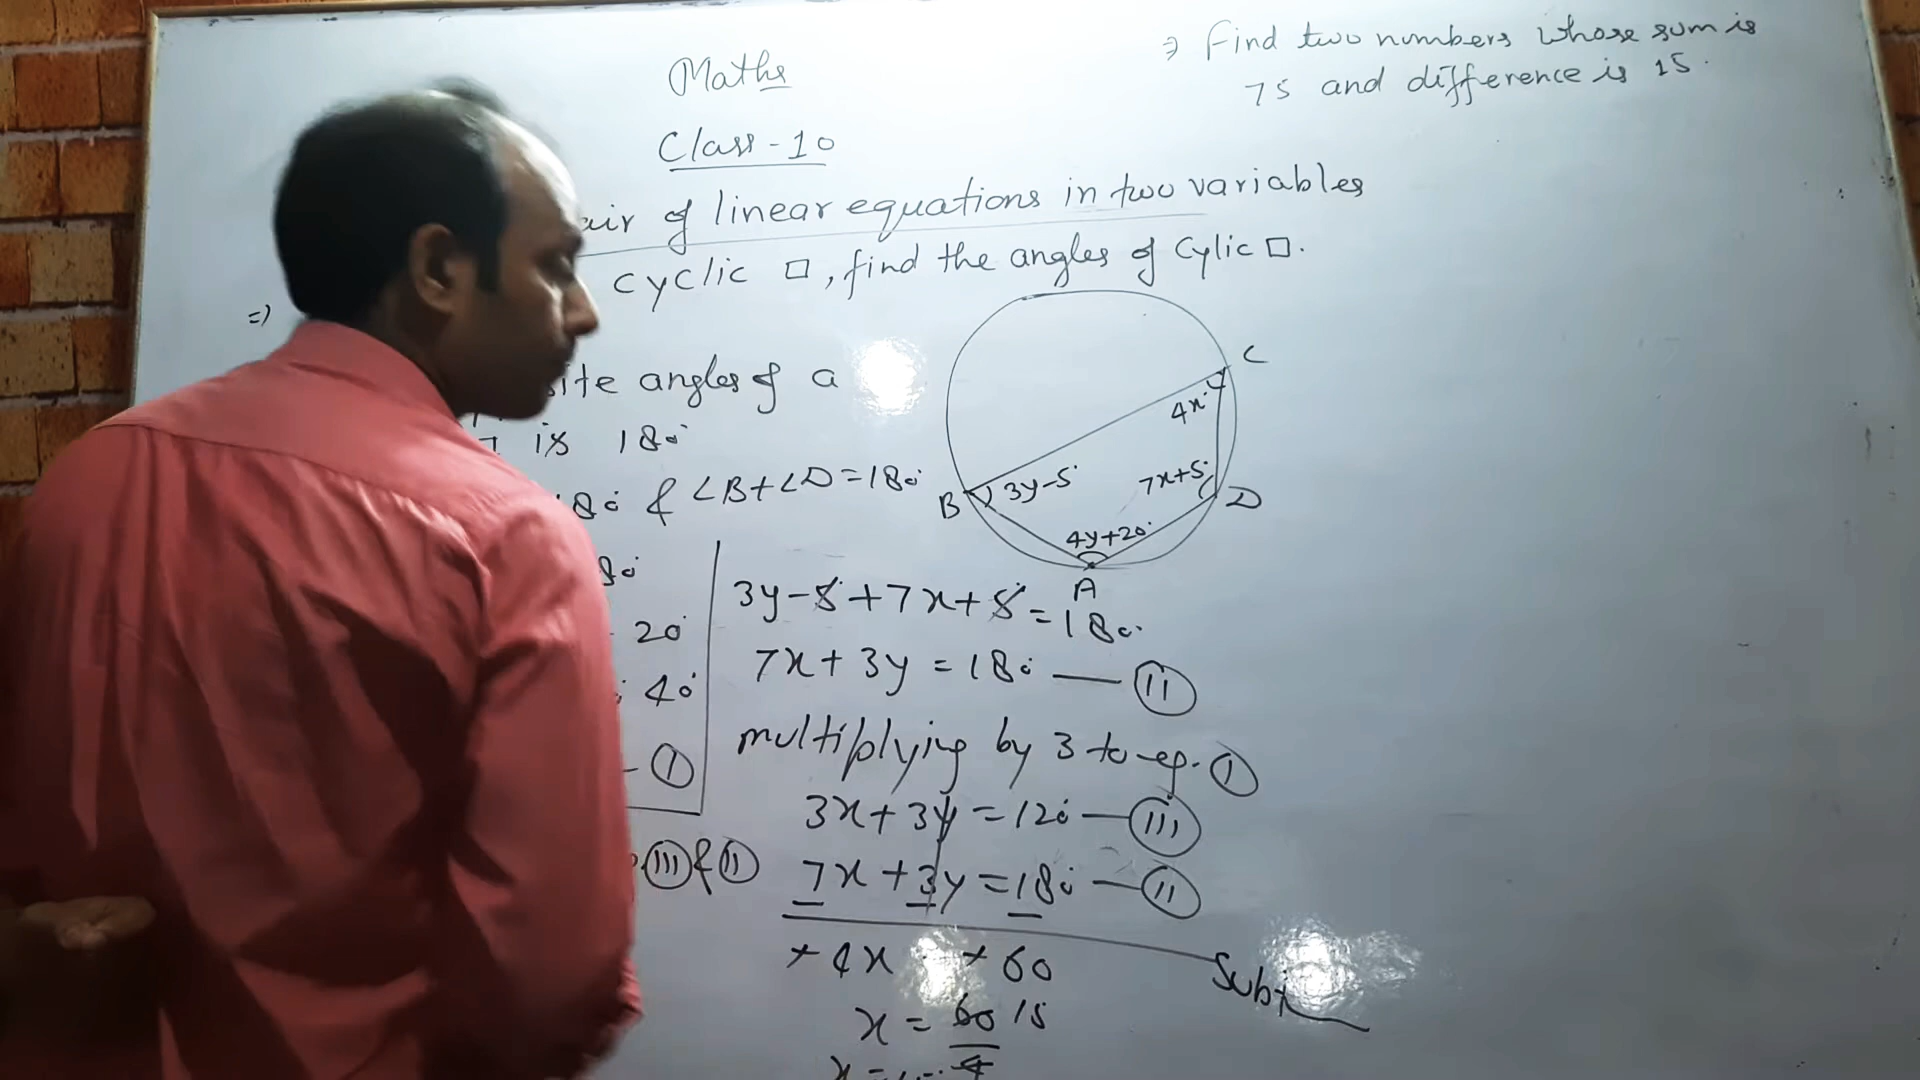 Maths
Class-10
air of linear equations in two variables
cyclic □, find the angles of Cylic □.
=)
site angles of a
is 180°
80° & ∠B+∠D=180°
80°
20°
40°
- I
III & II
⇒ Find two numbers whose sum is
75 and difference is 15.
C
4x°
B
3y-5°
7x+5°
D
4y+20°
A
3y-5+7x+5=180°
7x+3y=180° — II
multiplying by 3 to eq. I
3x+3y=120° — III
7x+3y=180° — II
+4x +60
Subt
x = 60 15
4
x =